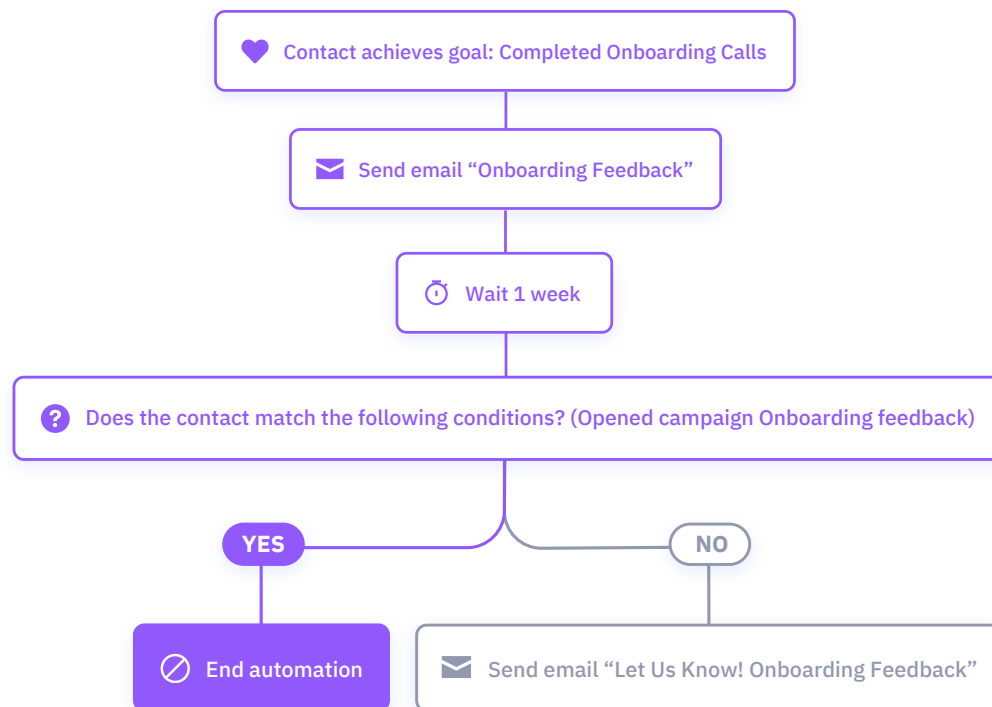 Contact achieves goal: Completed Onboarding Calls
Send email “Onboarding Feedback”
Wait 1 week
Does the contact match the following conditions? (Opened campaign Onboarding feedback)
YES
NO
End automation
Send email “Let Us Know! Onboarding Feedback”